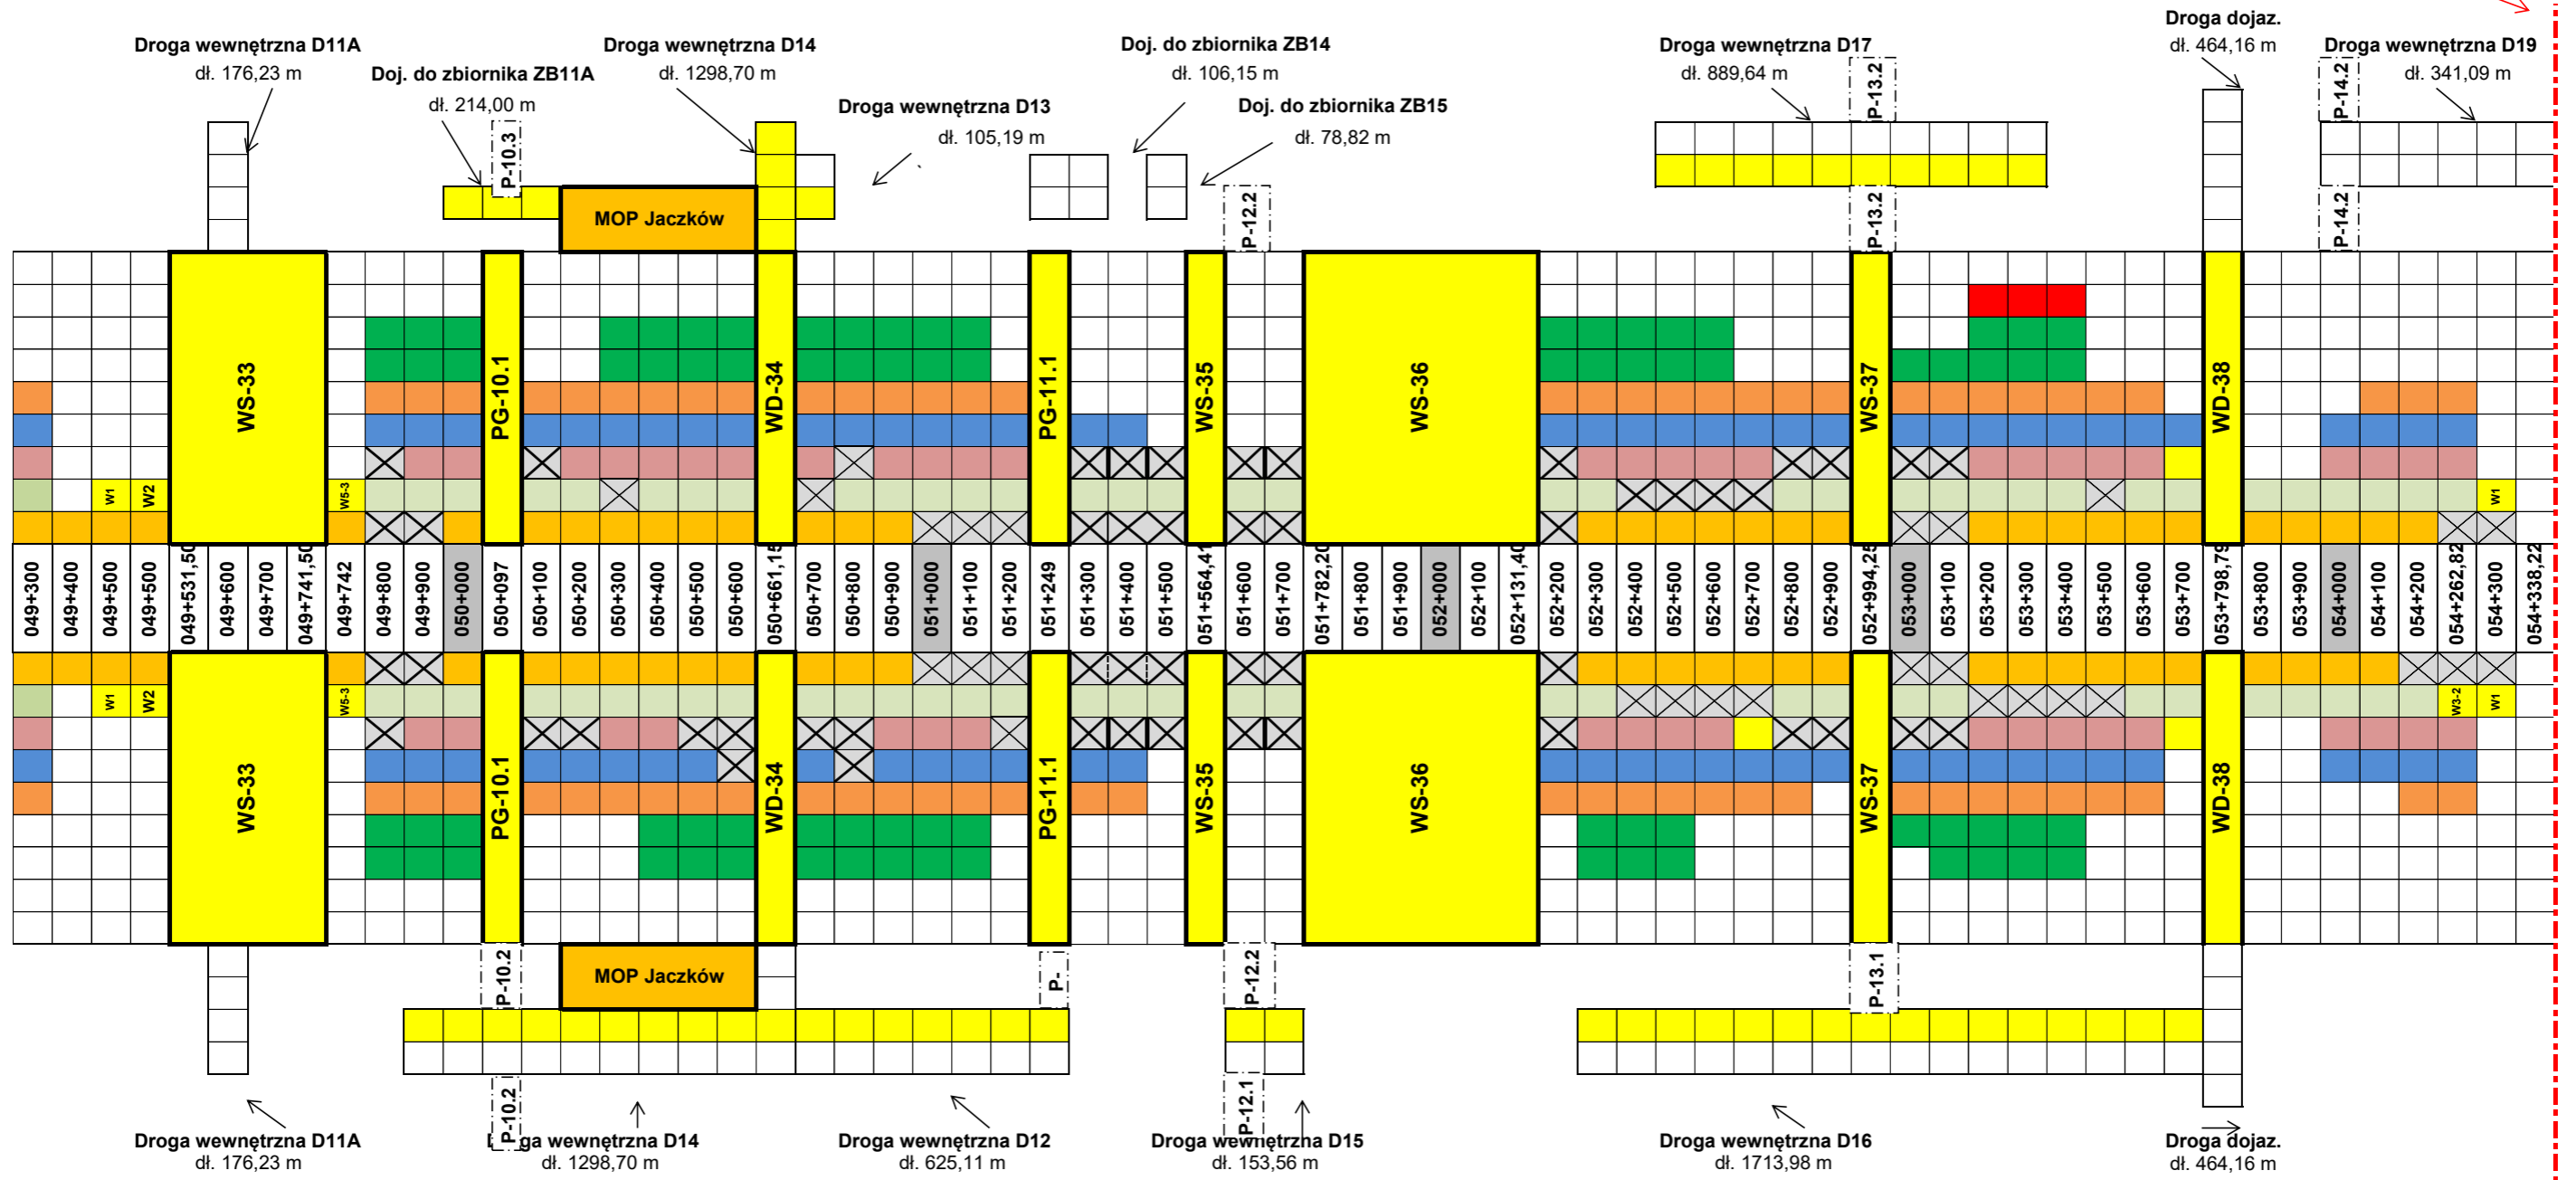 Droga wewnętrzna D11A
dł. 176,23 m
Doj. do zbiornika ZB11A
dł. 214,00 m
P-10.3
Droga wewnętrzna D14
dł. 1298,70 m
Droga wewnętrzna D13
dł. 105,19 m
Doj. do zbiornika ZB14
dł. 106,15 m
Doj. do zbiornika ZB15
dł. 78,82 m
P-12.2
Droga wewnętrzna D17
dł. 889,64 m
P-13.2
P-13.2
Droga dojaz.
dł. 464,16 m
Droga wewnętrzna D19
dł. 341,09 m
P-14.2
P-14.2
MOP Jaczków
WS-33
PG-10.1
WD-34
PG-11.1
WS-35
WS-36
WS-37
WD-38
W1
W2
W5-3
W1
049+300
049+400
049+500
049+500
049+531,50
049+600
049+700
049+741,50
049+742
049+800
049+900
050+000
050+097
050+100
050+200
050+300
050+400
050+500
050+600
050+661,15
050+700
050+800
050+900
051+000
051+100
051+200
051+249
051+300
051+400
051+500
051+564,41
051+600
051+700
051+782,20
051+800
051+900
052+000
052+100
052+131,40
052+200
052+300
052+400
052+500
052+600
052+700
052+800
052+900
052+994,25
053+000
053+100
053+200
053+300
053+400
053+500
053+600
053+700
053+798,79
053+800
053+900
054+000
054+100
054+200
054+262,82
054+300
054+338,22
W1
W2
W5-3
W3-2
W1
WS-33
PG-10.1
WD-34
PG-11.1
WS-35
WS-36
WS-37
WD-38
P-10.2
MOP Jaczków
P-
P-12.2
P-13.1
P-10.2
P-12.1
Droga wewnętrzna D11A
dł. 176,23 m
ga wewnętrzna D14
dł. 1298,70 m
Droga wewnętrzna D12
dł. 625,11 m
Droga wewnętrzna D15
dł. 153,56 m
Droga wewnętrzna D16
dł. 1713,98 m
Droga dojaz.
dł. 464,16 m